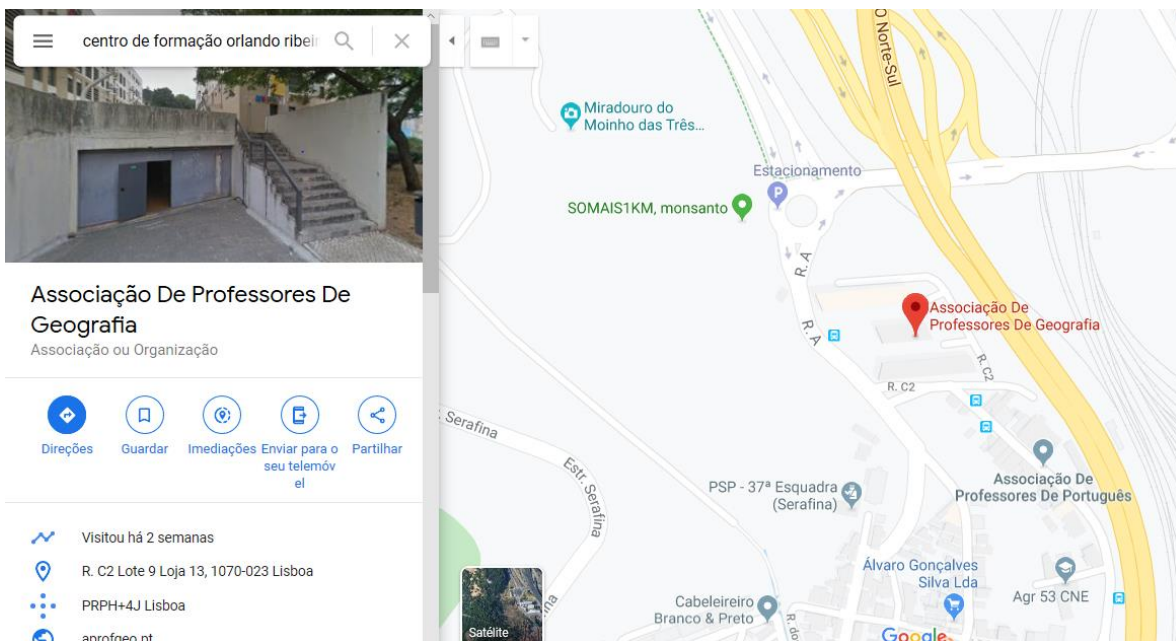 centro de formação orlando ribeir
Associação De Professores De
Geografia
Associação ou Organização
Direções
Guardar
Imediações
Enviar para o
seu telemóv
el
Partilhar
Visitou há 2 semanas
R. C2 Lote 9 Loja 13, 1070-023 Lisboa
PRPH+4J Lisboa
aprofgeo.pt
Satélite
O Norte-Sul
Miradouro do
Moinho das Três...
Estacionamento
P
SOMAIS1KM, monsanto
R. A
Associação De
Professores De Geografia
R. A
R. C2
R. C2
Serafina
Estr. Serafina
PSP - 37ª Esquadra
(Serafina)
Associação De
Professores De Português
Álvaro Gonçalves
Silva Lda
Agr 53 CNE
Cabeleireiro
Branco & Preto
R. do
na
Google